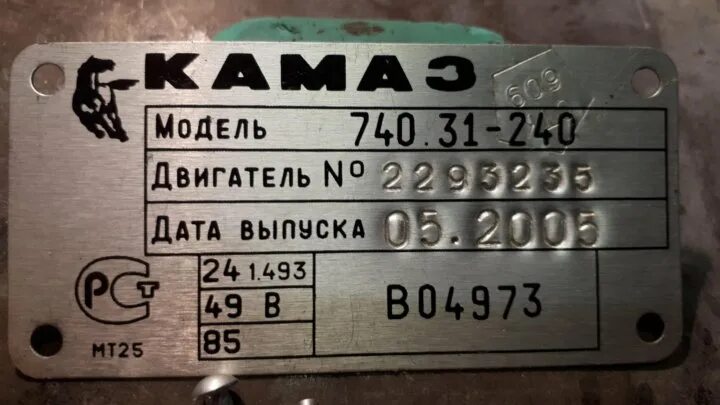 КАМАЗ
609
МОДЕЛЬ 740.31-240
ДВИГАТЕЛЬ № 2293235
ДАТА ВЫПУСКА 05.2005
24 1.493
49 В
85
В04973
РСТ
МТ25